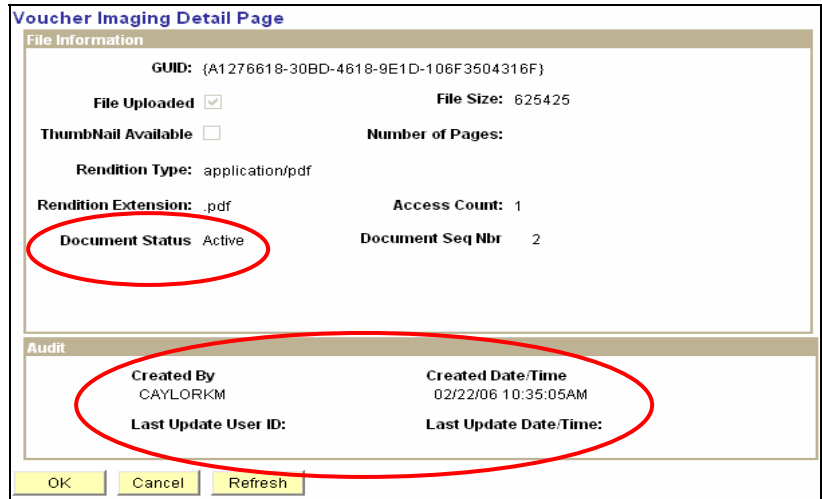 Voucher Imaging Detail Page
File Information
GUID: {A1276618-30BD-4618-9E1D-106F3504316F}
File Uploaded File Size: 625425
ThumbNail Available Number of Pages:
Rendition Type: application/pdf
Rendition Extension: .pdf Access Count: 1
Document Status Active Document Seq Nbr 2
Audit
Created By Created Date/Time
CAYLORKM 02/22/06 10:35:05AM
Last Update User ID: Last Update Date/Time:
OK Cancel Refresh